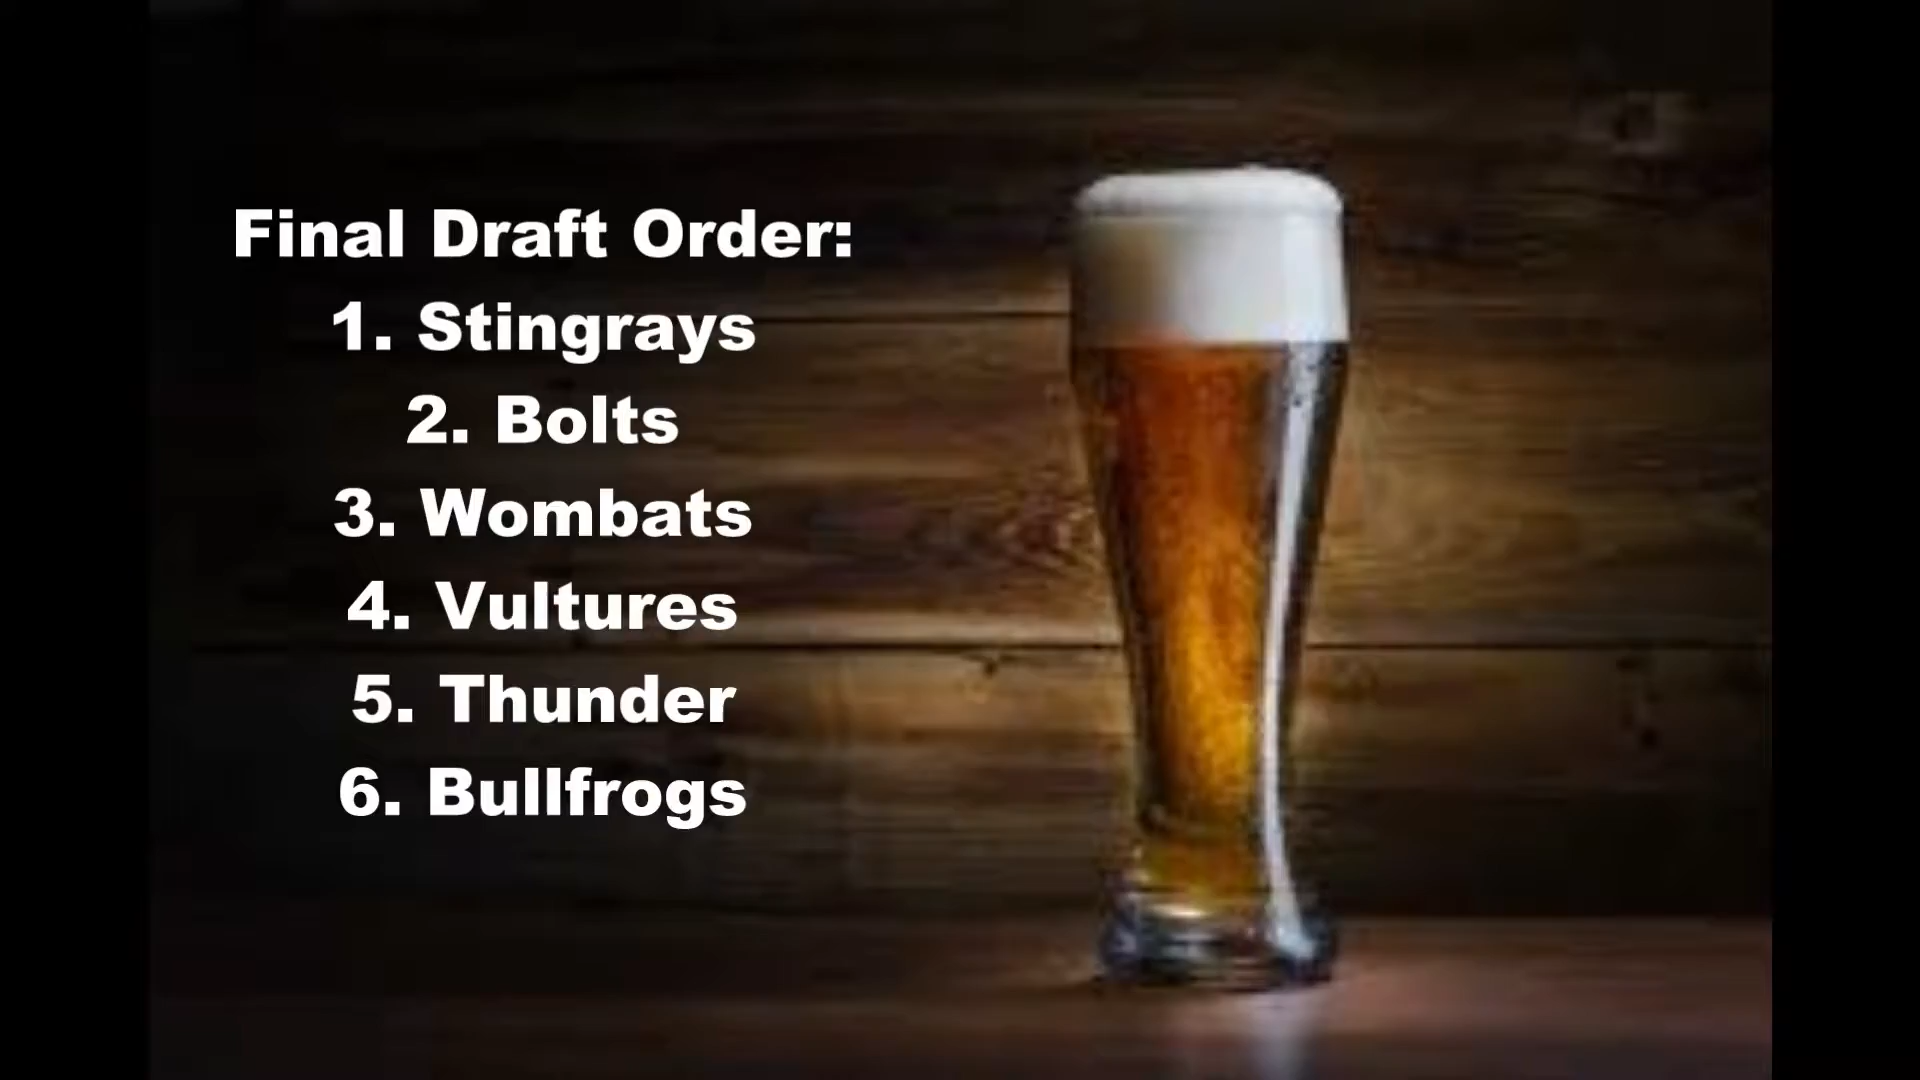 Final Draft Order:
1. Stingrays
2. Bolts
3. Wombats
4. Vultures
5. Thunder
6. Bullfrogs